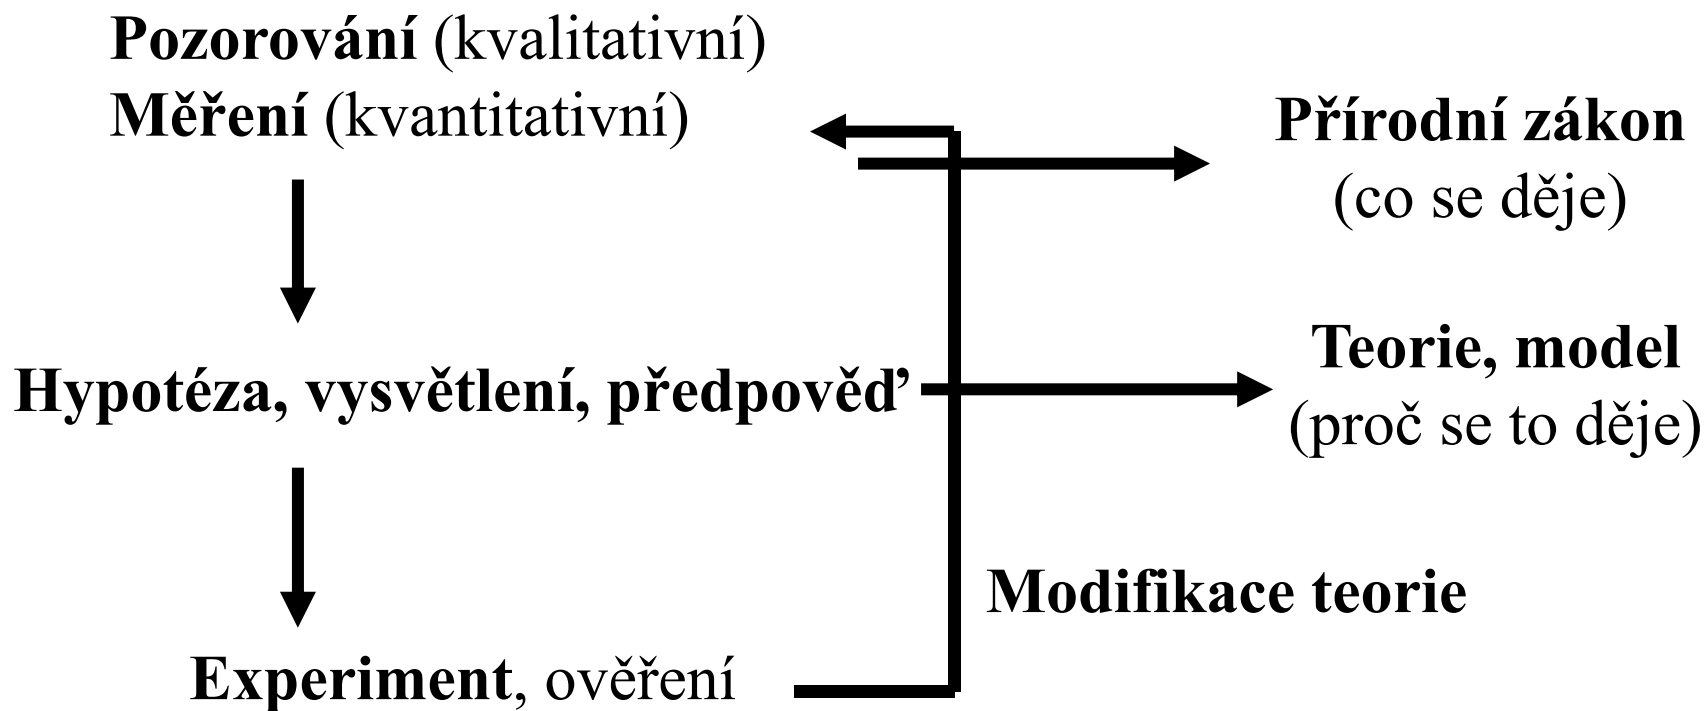 Pozorování (kvalitativní)
Měření (kvantitativní)
Přírodní zákon
(co se děje)
Hypotéza, vysvětlení, předpověď
Teorie, model
(proč se to děje)
Modifikace teorie
Experiment, ověření